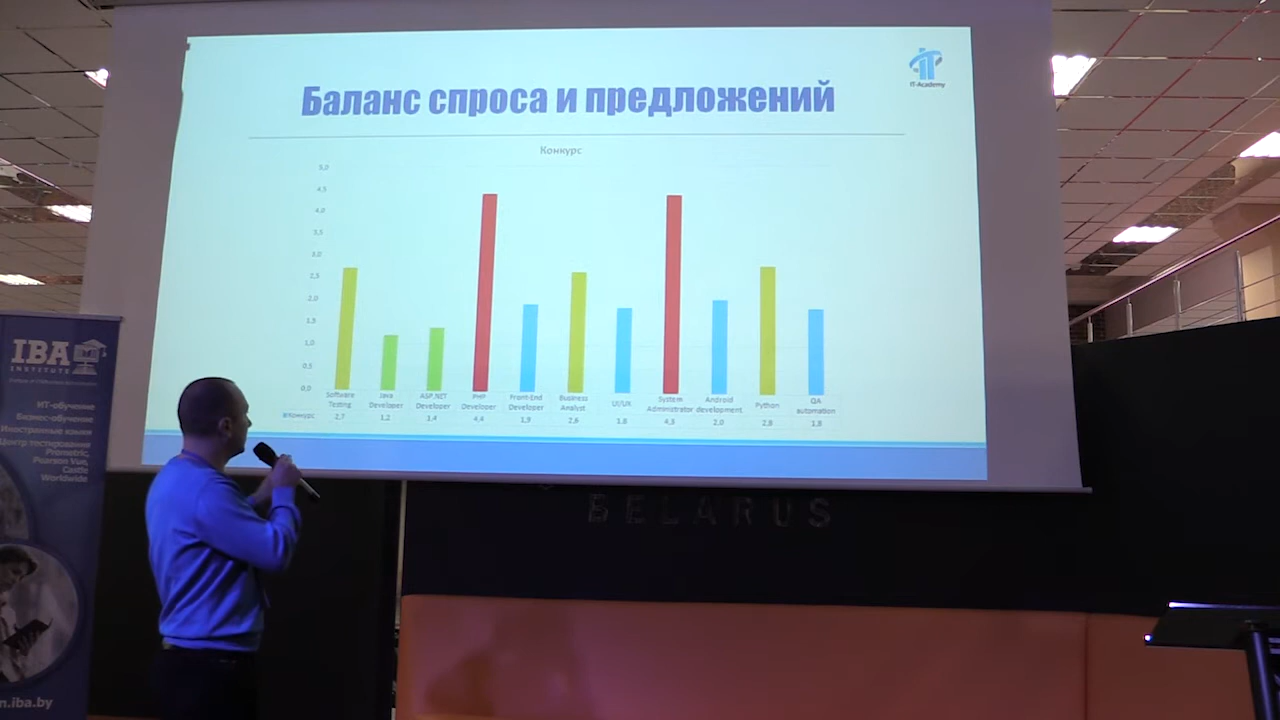 Баланс спроса и предложений
IT-Academy
Конкурс
5,0
4,5
4,0
3,5
3,0
2,5
2,0
1,5
1,0
0,5
0,0
Software Testing
Java Developer
ASP.NET Developer
PHP Developer
Front-End Developer
Business Analyst
UI/UX
System Administrator
Android development
Python
QA automation
Конкурс 2,7 1,2 1,4 4,4 1,9 2,6 1,8 4,3 2,0 2,8 1,8
BELARUS
IBA
INSTITUTE
ИТ-обучение
Бизнес-обучение
Иностранные языки
Центр тестирования
Prometric,
Pearson Vue,
Castle
Worldwide
n.iba.by